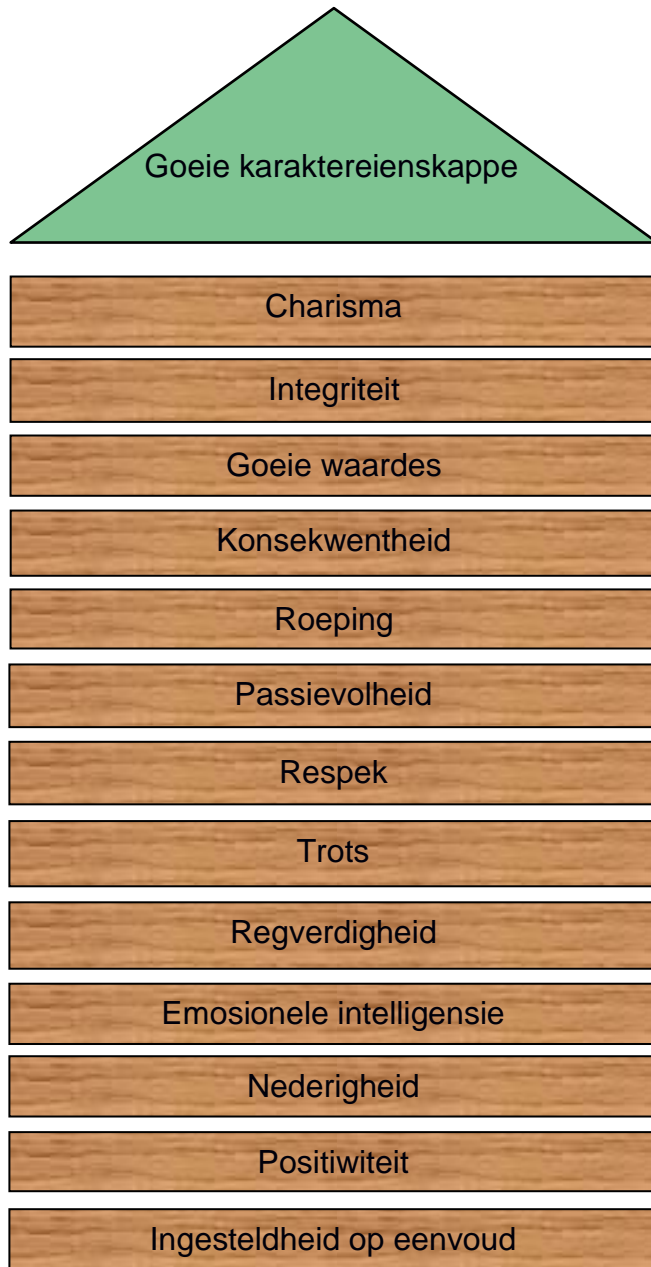 Goeie karaktereienskappe
Charisma
Integriteit
Goeie waardes
Konsekwentheid
Roeping
Passievolheid
Respek
Trots
Regverdigheid
Emosionele intelligensie
Nederigheid
Positiwiteit
Ingesteldheid op eenvoud